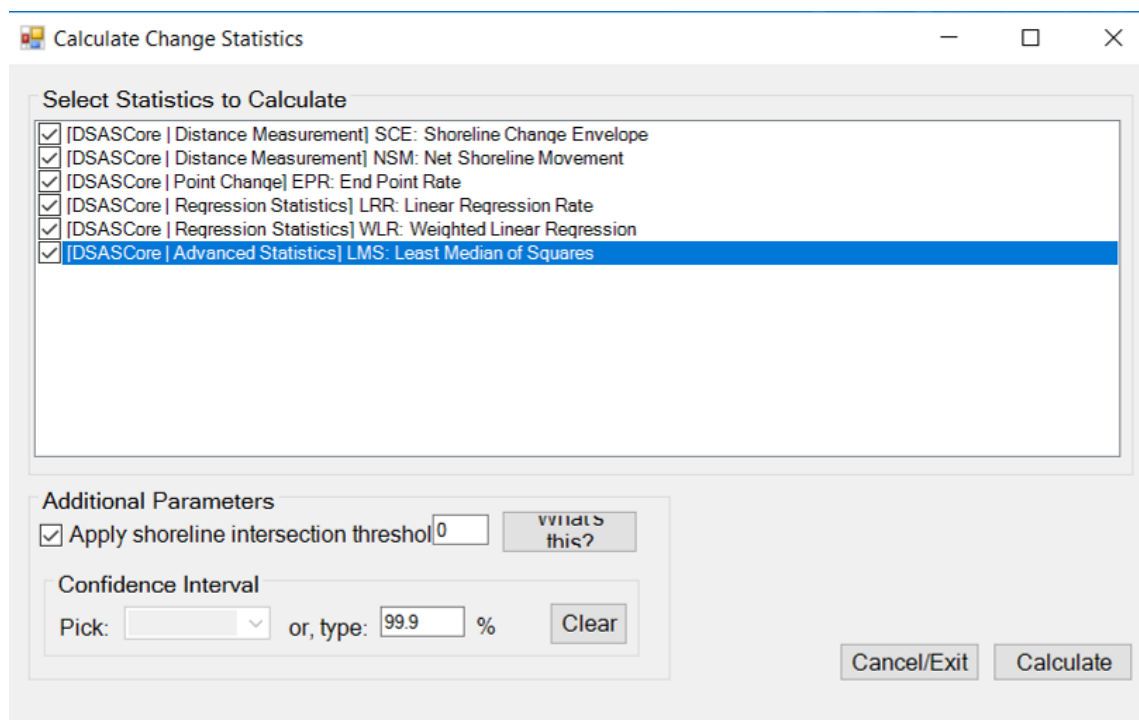 Calculate Change Statistics
Select Statistics to Calculate
[DSASCore | Distance Measurement] SCE: Shoreline Change Envelope
[DSASCore | Distance Measurement] NSM: Net Shoreline Movement
[DSASCore | Point Change] EPR: End Point Rate
[DSASCore | Regression Statistics] LRR: Linear Regression Rate
[DSASCore | Regression Statistics] WLR: Weighted Linear Regression
[DSASCore | Advanced Statistics] LMS: Least Median of Squares
Additional Parameters
Apply shoreline intersection threshol 0 What's
this?
Confidence Interval
Pick: or, type: 99.9 % Clear
Cancel/Exit Calculate